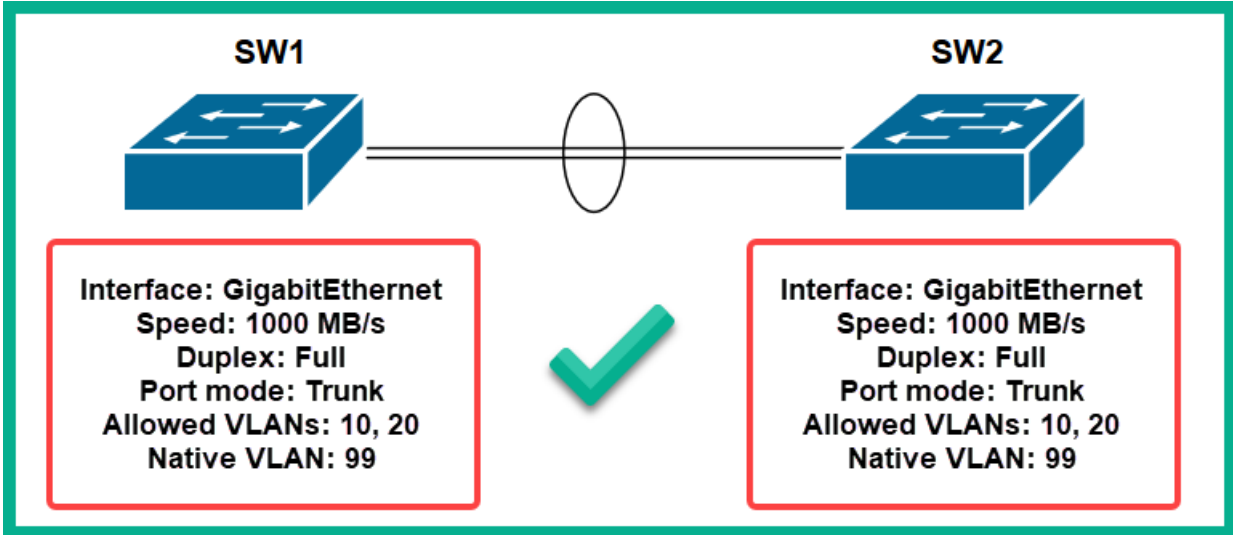 SW1
SW2
Interface: GigabitEthernet
Speed: 1000 MB/s
Duplex: Full
Port mode: Trunk
Allowed VLANs: 10, 20
Native VLAN: 99
Interface: GigabitEthernet
Speed: 1000 MB/s
Duplex: Full
Port mode: Trunk
Allowed VLANs: 10, 20
Native VLAN: 99